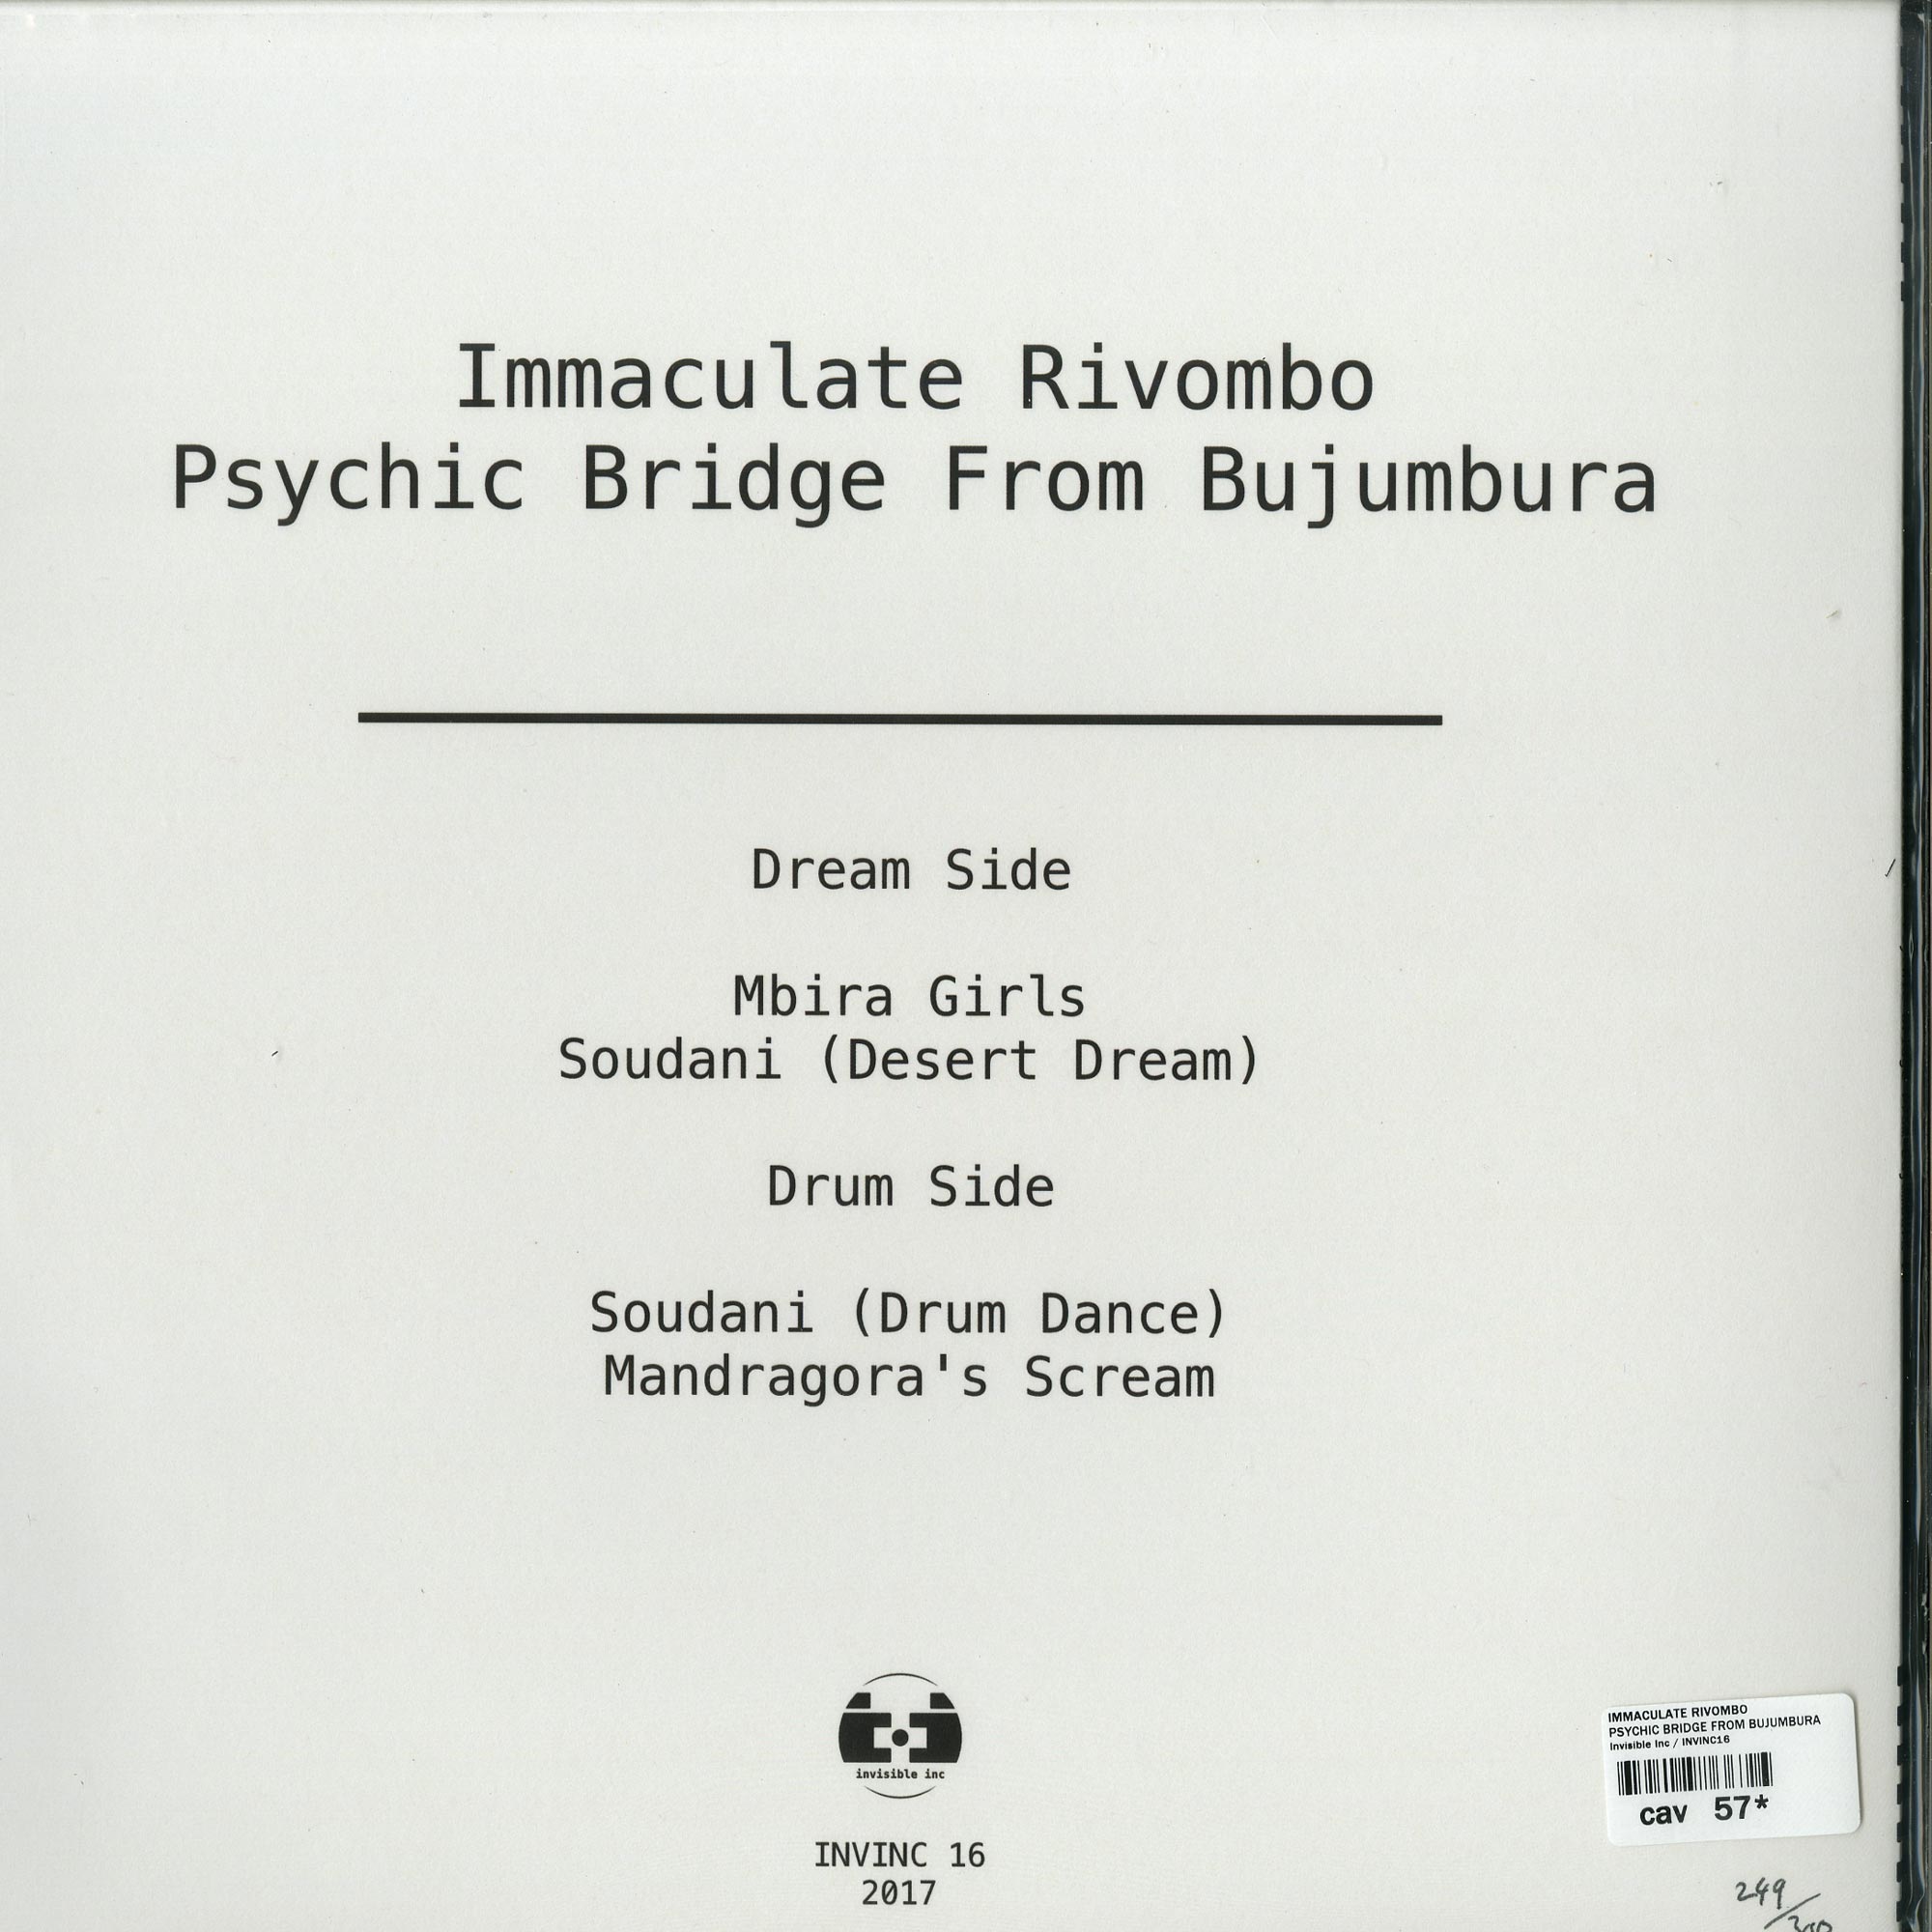 Immaculate Rivombo
Psychic Bridge From Bujumbura
Dream Side
Mbira Girls
Soudani (Desert Dream)
Drum Side
Soudani (Drum Dance)
Mandragora's Scream
invisible inc
INVINC 16
2017
IMMACULATE RIVOMBO
PSYCHIC BRIDGE FROM BUJUMBURA
Invisible Inc / INVINC16
cav 57*
249/300